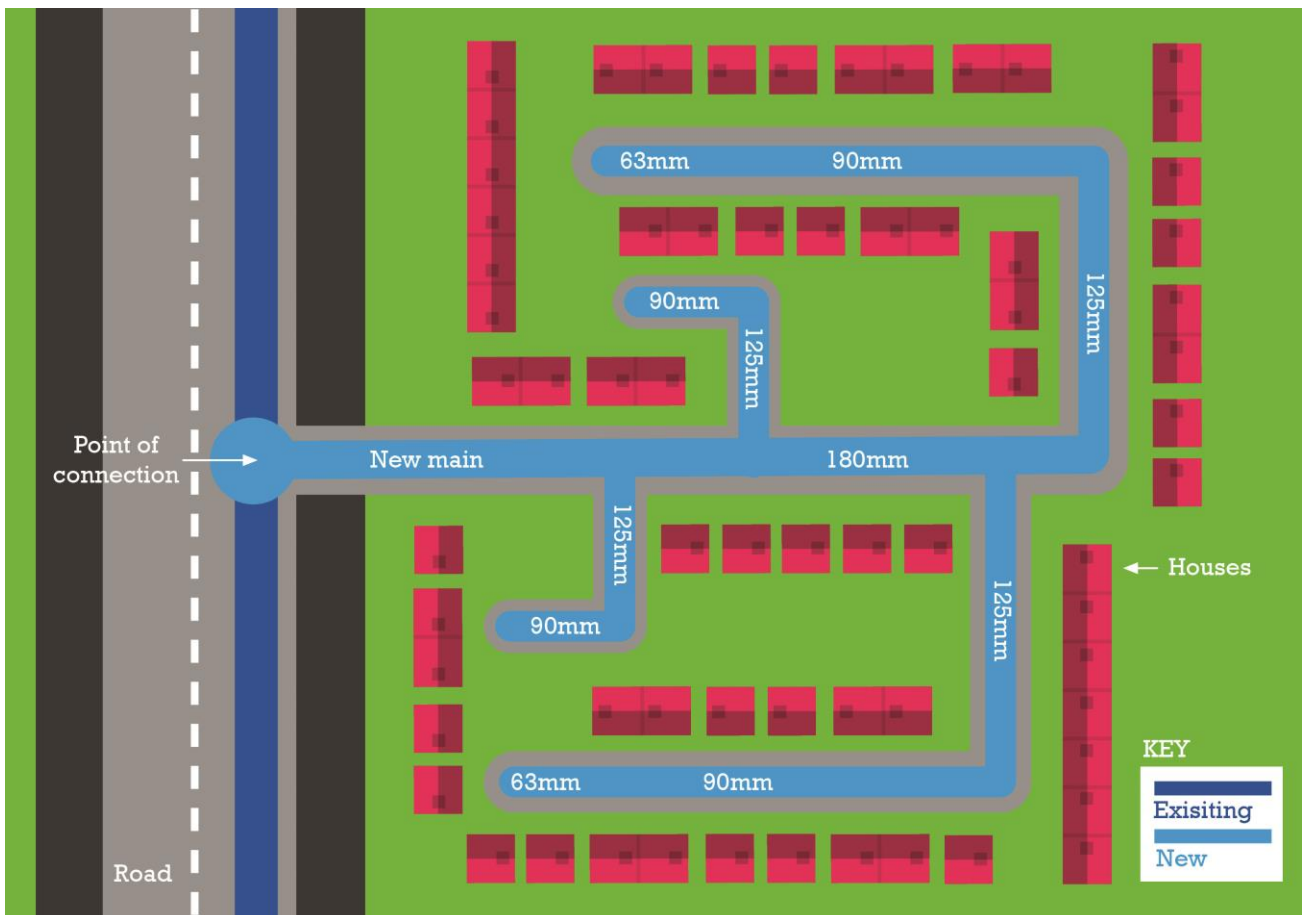 63mm
90mm
90mm
125mm
125mm
Point of
connection
New main
180mm
125mm
125mm
Houses
90mm
63mm
90mm
KEY
Exisiting
New
Road